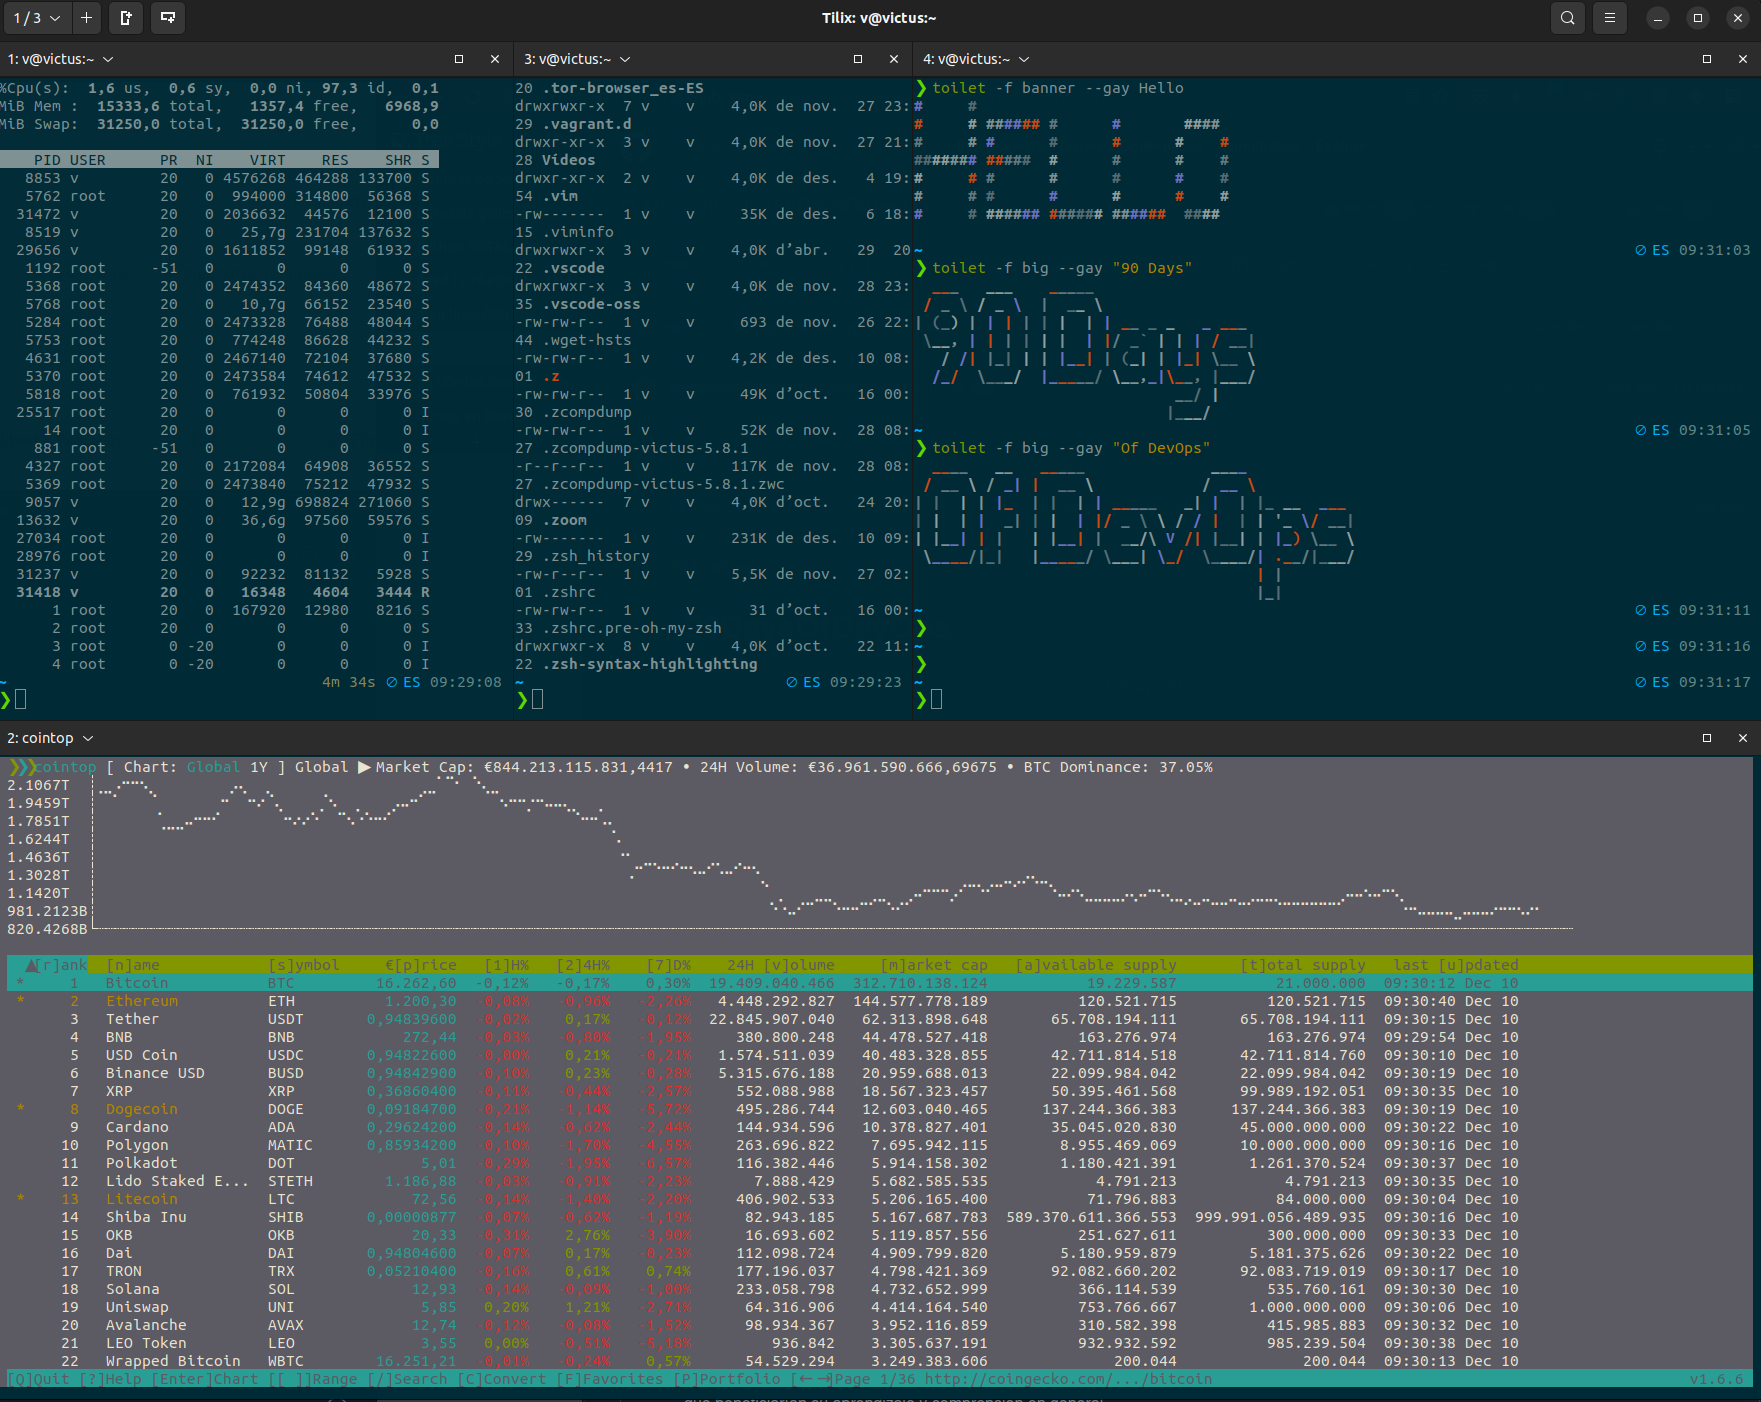 1 / 3
Tilix: v@victus:~
1: v@victus:~
%Cpu(s):  1,6 us,  0,6 sy,  0,0 ni, 97,3 id,  0,1
MiB Mem :  15333,6 total,  1357,4 free,  6968,9
MiB Swap:  31250,0 total,  31250,0 free,  0,0
PID USER PR NI VIRT RES SHR S
8853 v 20 0 4576268 464288 133700 S
5762 root 20 0 994000 314800 56368 S
31472 v 20 0 2036632 44576 12100 S
8519 v 20 0 25,7g 231704 137632 S
29656 v 20 0 1611852 99148 61932 S
1192 root -51 0 0 0 0 S
5368 root 20 0 2474352 84360 48672 S
5768 root 20 0 10,7g 66152 23540 S
5284 root 20 0 2473328 76488 48044 S
5753 root 20 0 774248 86628 44232 S
4631 root 20 0 2467140 72104 37680 S
5370 root 20 0 2473584 74612 47532 S
5818 root 20 0 761932 50804 33976 S
25517 root 20 0 0 0 0 I
14 root 20 0 0 0 0 I
881 root -51 0 0 0 0 S
4327 root 20 0 2172084 64908 36552 S
5369 root 20 0 2473840 75212 47932 S
9057 v 20 0 12,9g 698824 271060 S
13632 v 20 0 36,6g 97560 59576 S
27034 root 20 0 0 0 0 I
28976 root 20 0 0 0 0 I
31237 v 20 0 92232 81132 5928 S
31418 v 20 0 16348 4604 3444 R
1 root 20 0 167920 12980 8216 S
2 root 20 0 0 0 0 S
3 root 0 -20 0 0 0 I
4 root 0 -20 0 0 0 I
~ 4m 34s ES 09:29:08
❯
3: v@victus:~
20 .tor-browser_es-ES
drwxrwxr-x 7 v v 4,0K de nov. 27 23:
29 .vagrant.d
drwxr-xr-x 3 v v 4,0K de nov. 27 21:
28 Vídeos
drwxr-xr-x 2 v v 4,0K de des. 4 19:
54 .vim
-rw------- 1 v v 35K de des. 6 18:
15 .viminfo
drwxrwxr-x 3 v v 4,0K d’abr. 29 20
22 .vscode
drwxrwxr-x 3 v v 4,0K de nov. 28 23:
35 .vscode-oss
-rw-rw-r-- 1 v v 693 de nov. 26 22:
44 .wget-hsts
-rw-rw-r-- 1 v v 4,2K de des. 10 08:
01 .z
-rw-rw-r-- 1 v v 49K d’oct. 16 00:
30 .zcompdump
-rw-rw-r-- 1 v v 52K de nov. 28 08:
27 .zcompdump-victus-5.8.1
-r--r--r-- 1 v v 117K de nov. 28 08:
27 .zcompdump-victus-5.8.1.zwc
drwx------ 7 v v 4,0K d’oct. 24 20:
09 .zoom
-rw------- 1 v v 231K de des. 10 09:
29 .zsh_history
-rw-r--r-- 1 v v 5,5K de nov. 27 02:
01 .zshrc
-rw-rw-r-- 1 v v 31 d’oct. 16 00:
33 .zshrc.pre-oh-my-zsh
drwxrwxr-x 8 v v 4,0K d’oct. 22 11:
22 .zsh-syntax-highlighting
~ ES 09:29:23
❯
4: v@victus:~
❯ toilet -f banner --gay Hello
Hello
~ ES 09:31:03
❯ toilet -f big --gay "90 Days"
90 Days
~ ES 09:31:05
❯ toilet -f big --gay "Of DevOps"
Of DevOps
~ ES 09:31:11
❯
~ ES 09:31:16
❯
~ ES 09:31:17
❯
2: cointop
❯❯❯cointop [ Chart: Global 1Y ] Global ▶Market Cap: €844.213.115.831,4417 • 24H Volume: €36.961.590.666,69675 • BTC Dominance: 37.05%
2.1067T
1.9459T
1.7851T
1.6244T
1.4636T
1.3028T
1.1420T
981.2123B
820.4268B
▲[r]ank [n]ame [s]ymbol €[p]rice [1]H% [2]4H% [7]D% 24H [v]olume [m]arket cap [a]vailable supply [t]otal supply last [u]pdated
* 1 Bitcoin BTC 16.262,60 -0,12% -0,17% 0,30% 19.409.040.466 312.710.138.124 19.229.587 21.000.000 09:30:12 Dec 10
* 2 Ethereum ETH 1.200,30 -0,08% -0,96% -2,26% 4.448.292.827 144.577.778.189 120.521.715 120.521.715 09:30:40 Dec 10
3 Tether USDT 0,94839600 -0,02% 0,17% -0,12% 22.845.907.040 62.313.898.648 65.708.194.111 65.708.194.111 09:30:15 Dec 10
4 BNB BNB 272,44 -0,03% -0,80% -1,95% 380.800.248 44.478.527.418 163.276.974 163.276.974 09:29:54 Dec 10
5 USD Coin USDC 0,94822600 -0,00% 0,21% -0,21% 1.574.511.039 40.483.328.855 42.711.814.518 42.711.814.760 09:30:10 Dec 10
6 Binance USD BUSD 0,94842900 -0,10% 0,23% -0,28% 5.315.676.188 20.959.688.013 22.099.984.042 22.099.984.042 09:30:19 Dec 10
7 XRP XRP 0,36860400 -0,11% -0,44% -2,57% 552.088.988 18.567.323.457 50.395.461.568 99.989.192.051 09:30:35 Dec 10
* 8 Dogecoin DOGE 0,09184700 -0,21% -1,14% -5,72% 495.286.744 12.603.040.465 137.244.366.383 137.244.366.383 09:30:19 Dec 10
9 Cardano ADA 0,29624200 -0,14% -0,62% -2,44% 144.934.596 10.378.827.401 35.045.020.830 45.000.000.000 09:30:22 Dec 10
10 Polygon MATIC 0,85934200 -0,10% -1,70% -4,55% 263.696.822 7.695.942.115 8.955.469.069 10.000.000.000 09:30:16 Dec 10
11 Polkadot DOT 5,01 -0,29% -1,95% -6,57% 116.382.446 5.914.158.302 1.180.421.391 1.261.370.524 09:30:37 Dec 10
12 Lido Staked E... STETH 1.186,88 -0,03% -0,91% -2,23% 7.888.429 5.682.585.535 4.791.213 4.791.213 09:30:35 Dec 10
* 13 Litecoin LTC 72,56 -0,14% -1,40% -2,20% 406.902.533 5.206.165.400 71.796.883 84.000.000 09:30:04 Dec 10
14 Shiba Inu SHIB 0,00000877 -0,07% -0,62% -1,19% 82.943.185 5.167.687.783 589.370.611.366.553 999.991.056.489.935 09:30:16 Dec 10
15 OKB OKB 20,33 -0,31% 2,76% -3,90% 16.693.602 5.119.857.556 251.627.611 300.000.000 09:30:33 Dec 10
16 Dai DAI 0,94804600 -0,07% 0,17% -0,23% 112.098.724 4.909.799.820 5.180.959.879 5.181.375.626 09:30:22 Dec 10
17 TRON TRX 0,05210400 -0,16% 0,61% 0,74% 177.196.037 4.798.421.369 92.082.660.202 92.083.719.019 09:30:17 Dec 10
18 Solana SOL 12,93 -0,14% -0,09% -1,00% 233.058.798 4.732.652.999 366.114.539 535.760.161 09:30:30 Dec 10
19 Uniswap UNI 5,85 0,20% 1,21% -2,71% 64.316.906 4.414.164.540 753.766.667 1.000.000.000 09:30:06 Dec 10
20 Avalanche AVAX 12,74 -0,12% -0,08% -1,52% 98.934.367 3.952.116.859 310.582.398 415.985.883 09:30:32 Dec 10
21 LEO Token LEO 3,55 0,00% -0,51% -5,18% 936.842 3.305.637.191 932.932.592 985.239.504 09:30:38 Dec 10
22 Wrapped Bitcoin WBTC 16.251,21 -0,01% -0,24% 0,57% 54.529.294 3.249.383.606 200.044 200.044 09:30:13 Dec 10
[Q]Quit [?]Help [Enter]Chart [[ ]]Range [/]Search [C]Convert [F]Favorites [P]Portfolio [←→]Page 1/36 http://coingecko.com/.../bitcoin v1.6.6